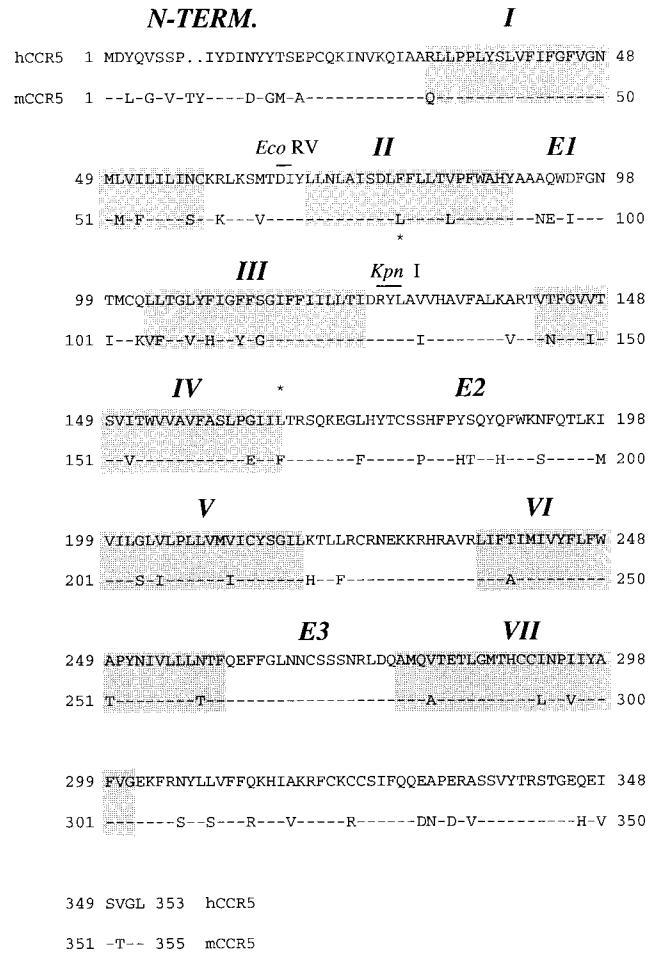 N-TERM. I
hCCR5 1 MDYQVSSP..IYDINYYTSEPCQKINVKQIAARLLPPLYSLVFIFGFVGN 48
mCCR5 1 --L-G-V-TY----D-GM-A------------Q----------------- 50
Eco RV II E1
49 MLVILILINCKRLKSMTDIYLLNLAISDLFFLLTVPFWAHYAAAQWDFGN 98
51 -M-F----S--K---V-------------L----L--------NE-I--- 100
*
III Kpn I
99 TMCQLLTGLYFIGFFSGIFFIILLTIDRYLAVVHAVFALKARTVTFGVVT 148
101 I--KVF--V-H--Y-G---------------I--------V---N---I- 150
IV * E2
149 SVITWVVAVFASLPGIILTRSQKEGLHYTCSSHFPYSQYQFWKNFQTLKI 198
151 --V-----------E--F-------F-----P---HT--H---S-----M 200
V VI
199 VILGLVLPLLVMVICYSGILKTLLRCRNEKKRHRAVRLIFTIMIVYFLFW 248
201 ---S-I------I-------H--F----------------A--------- 250
E3 VII
249 APYNIVLLLNTFQEFFGLNNCSSSNRLDQAMQVTETLGMTHCCINPIIYA 298
251 T--------T----------------------A----------L--V--- 300
299 FVGEKFRNYLLVFFQKHIAKRFCKCCSIFQQEAPERASSVYTRSTGEQEI 348
301 -------S--S---R---V-----R------DN-D-V----------H-V 350
349 SVGL 353 hCCR5
351 -T-- 355 mCCR5